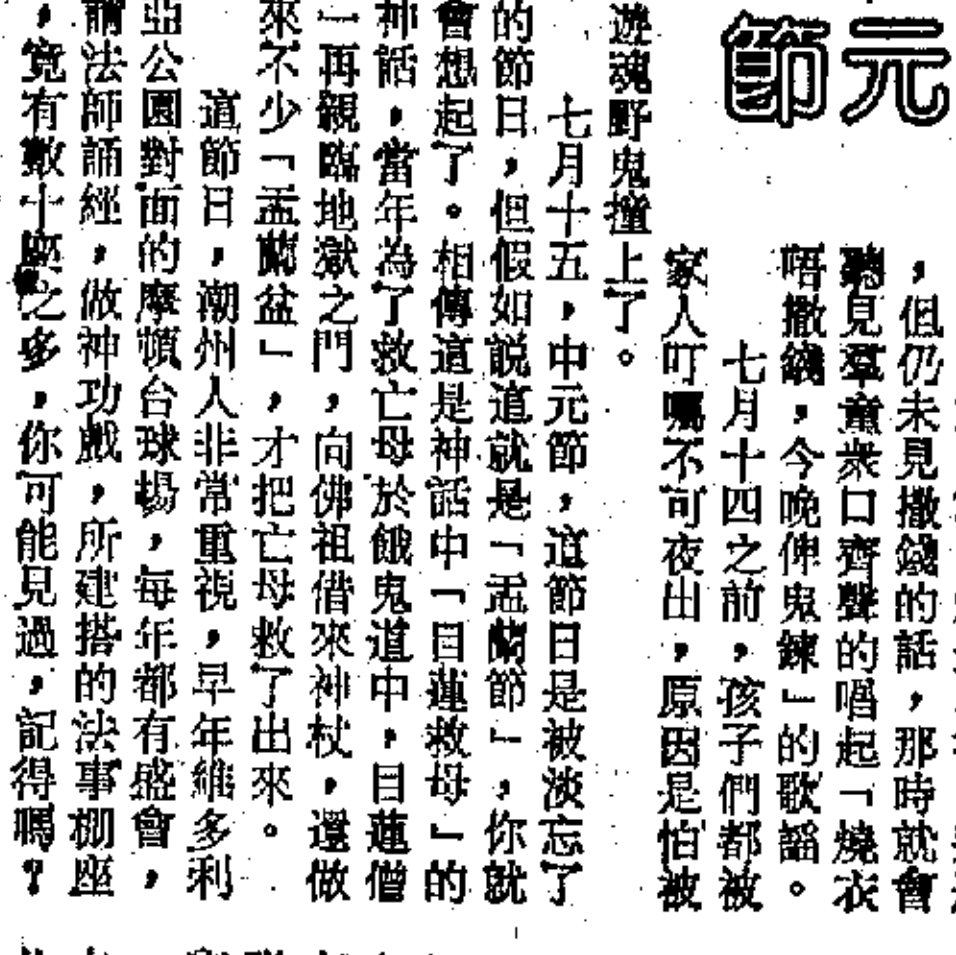 元
節
，但仍未見撒錢的話，那時就會
聽見羣童衆口齊聲的唱起「燒衣
唔撒錢，今晚俾鬼鍊」的歌謠。
七月十四之前，孩子們都被
家人叮囑不可夜出，原因是怕被
遊魂野鬼撞上了。
七月十五，中元節，這節日是被淡忘了
的節日，但假如說道就是「盂蘭節」，你就
會想起了。相傳這是神話中「目蓮救母」的
神話，當年為了救亡母於餓鬼道中，目蓮僧
一再親臨地獄之門，向佛祖借來神杖，還做
來不少「盂蘭盆」，才把亡母救了出來。
這節日，潮州人非常重視，早年維多利
亞公園對面的摩頓台球場，每年都有盛會，
請法師誦經，做神功戲，所建搭的法事棚座
，竟有數十座之多，你可能見過，記得嗎？